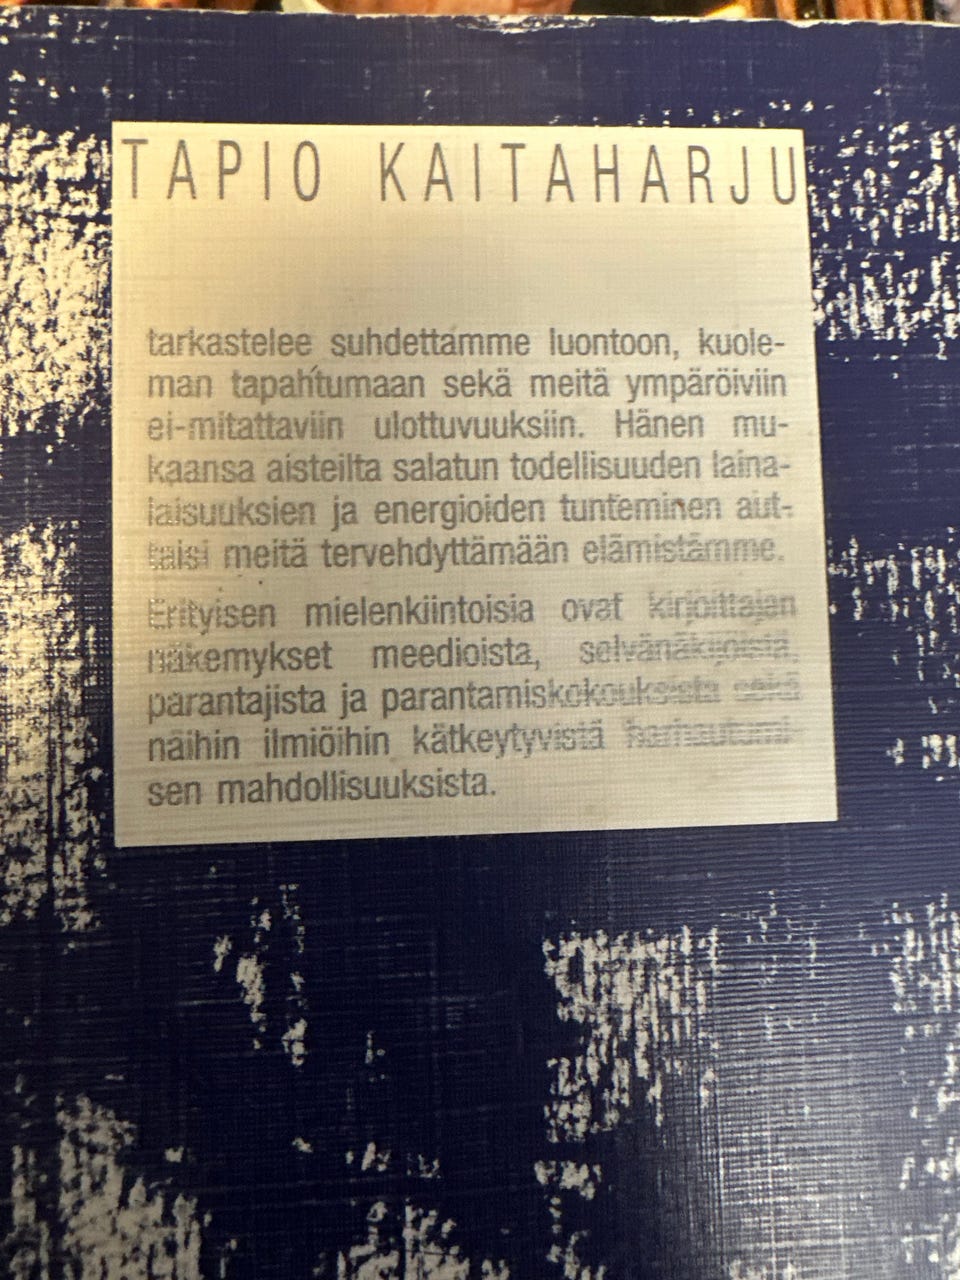 TAPIO KAITAHARJU
tarkastelee suhdettamme luontoon, kuole-
man tapahtumaan sekä meitä ympäröiviin
ei-mitattaviin ulottuvuuksiin. Hänen mu-
kaansa aisteilta salatun todellisuuden laina-
laisuuksien ja energioiden tunteminen aut-
taisi meitä tervehdyttämään elämistämme.
Erityisen mielenkiintoisia ovat kirjoittajan
näkemykset meedioista, selvänäkijöistä,
parantajista ja parantamiskokouksista sekä
näihin ilmiöihin kätkeytyvistä harhautumi-
sen mahdollisuuksista.